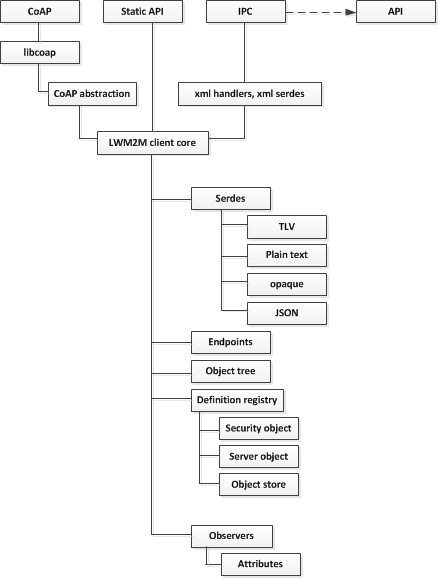 CoAP
Static API
IPC
API
libcoap
CoAP abstraction
xml handlers, xml serdes
LWM2M client core
Serdes
TLV
Plain text
opaque
JSON
Endpoints
Object tree
Definition registry
Security object
Server object
Object store
Observers
Attributes